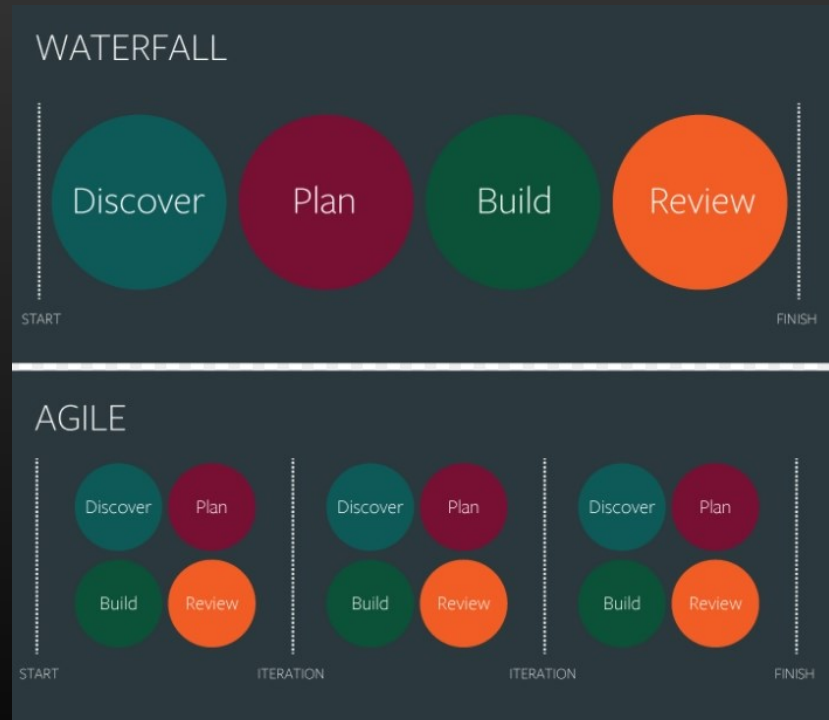 WATERFALL
Discover Plan Build Review
START FINISH
AGILE
Discover Plan Discover Plan Discover Plan
Build Review Build Review Build Review
START ITERATION ITERATION FINISH